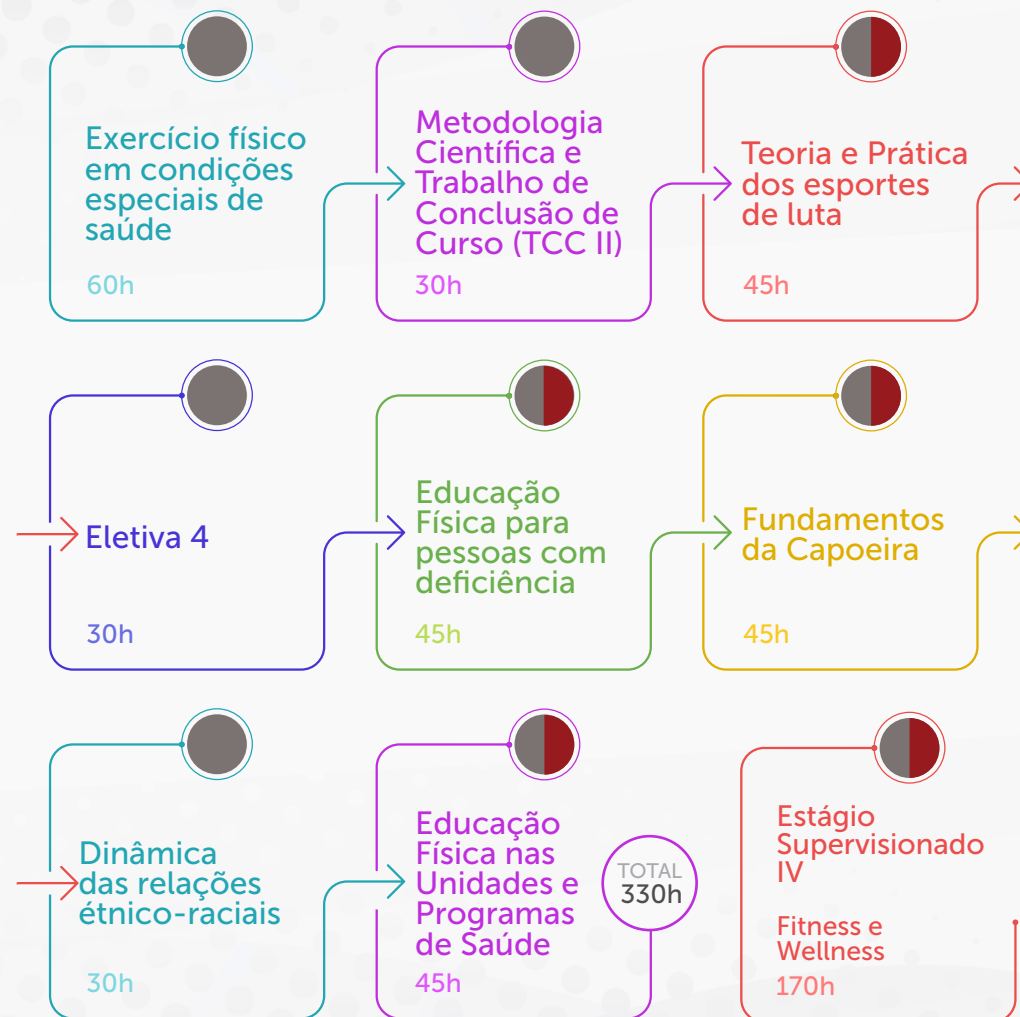 Exercício físico
em condições
especiais de
saúde
60h
Metodologia
Científica e
Trabalho de
Conclusão de
Curso (TCC II)
30h
Teoria e Prática
dos esportes
de luta
45h
Eletiva 4
30h
Educação
Física para
pessoas com
deficiência
45h
Fundamentos
da Capoeira
45h
Dinâmica
das relações
étnico-raciais
30h
Educação
Física nas
Unidades e
Programas
de Saúde
45h
TOTAL
330h
Estágio
Supervisionado
IV
Fitness e
Wellness
170h